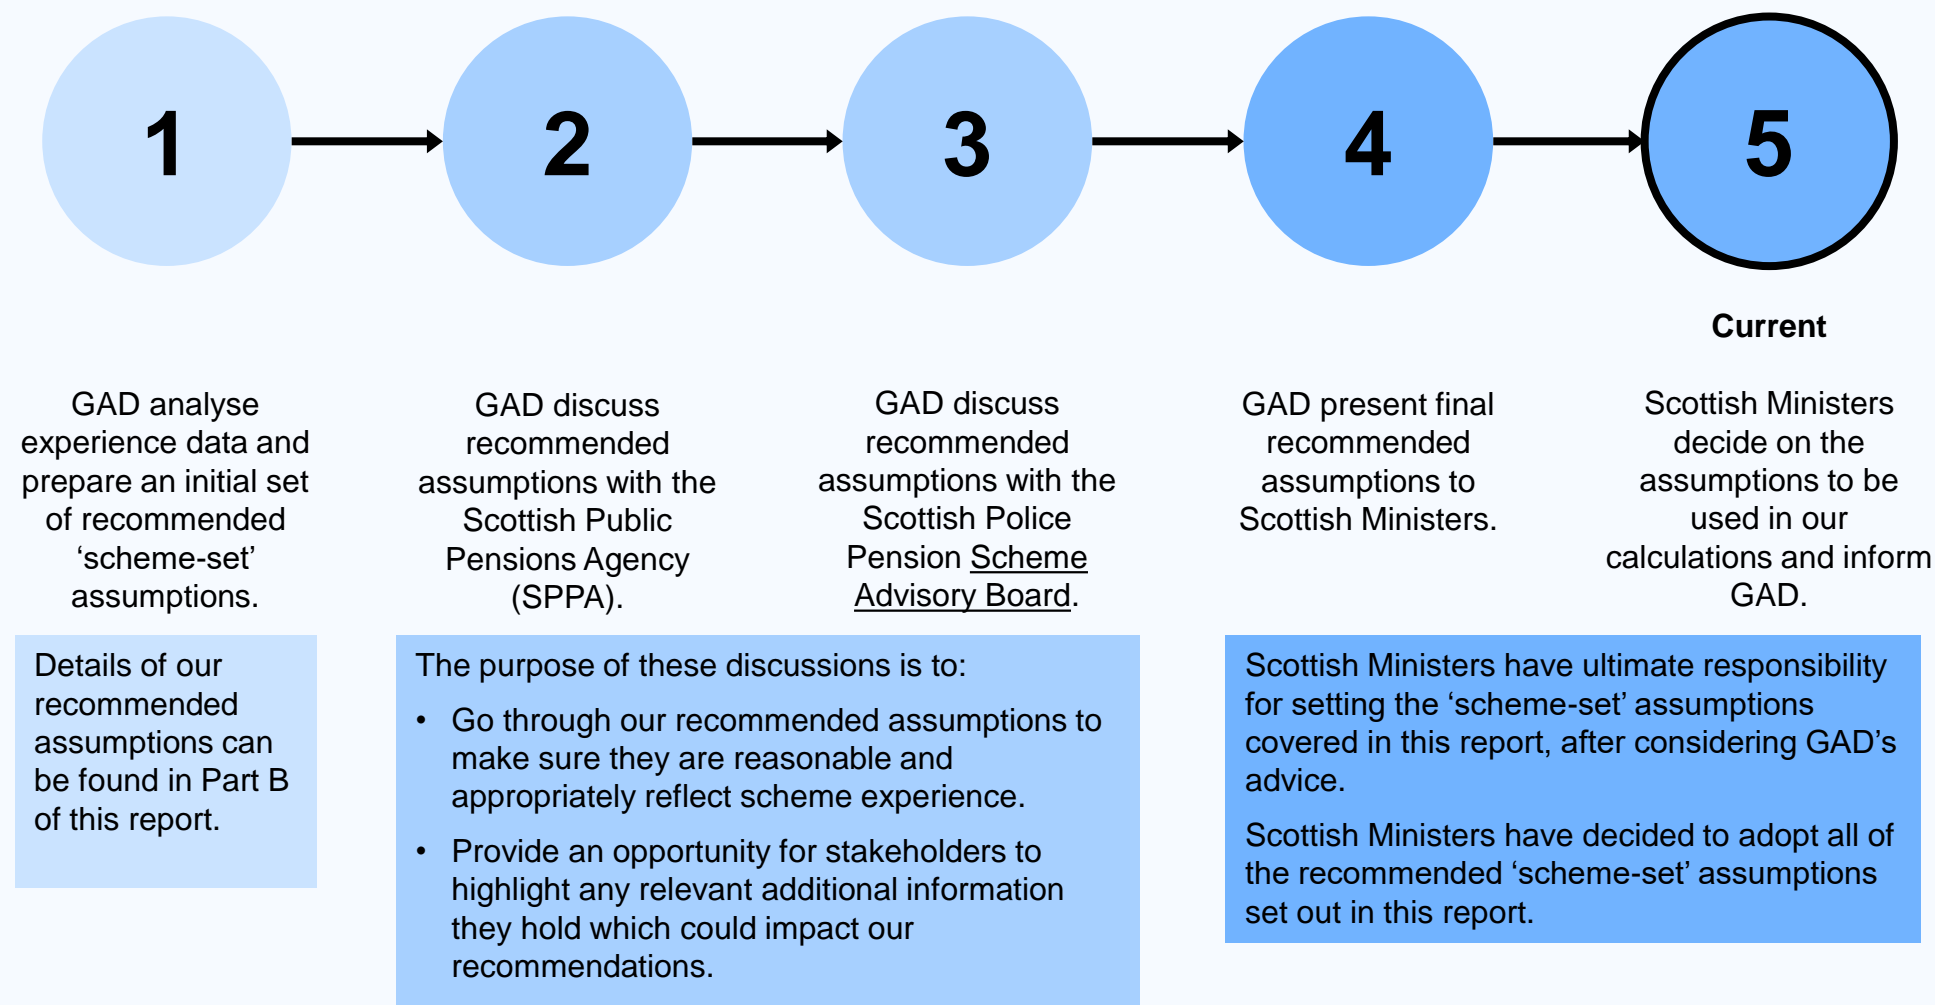 1
2
3
4
5
Current
GAD analyse
experience data and
prepare an initial set
of recommended
‘scheme-set’
assumptions.
GAD discuss
recommended
assumptions with the
Scottish Public
Pensions Agency
(SPPA).
GAD discuss
recommended
assumptions with the
Scottish Police
Pension Scheme
Advisory Board.
GAD present final
recommended
assumptions to
Scottish Ministers.
Scottish Ministers
decide on the
assumptions to be
used in our
calculations and inform
GAD.
Details of our
recommended
assumptions can
be found in Part B
of this report.
The purpose of these discussions is to:
• Go through our recommended assumptions to
make sure they are reasonable and
appropriately reflect scheme experience.
• Provide an opportunity for stakeholders to
highlight any relevant additional information
they hold which could impact our
recommendations.
Scottish Ministers have ultimate responsibility
for setting the ‘scheme-set’ assumptions
covered in this report, after considering GAD’s
advice.
Scottish Ministers have decided to adopt all of
the recommended ‘scheme-set’ assumptions
set out in this report.